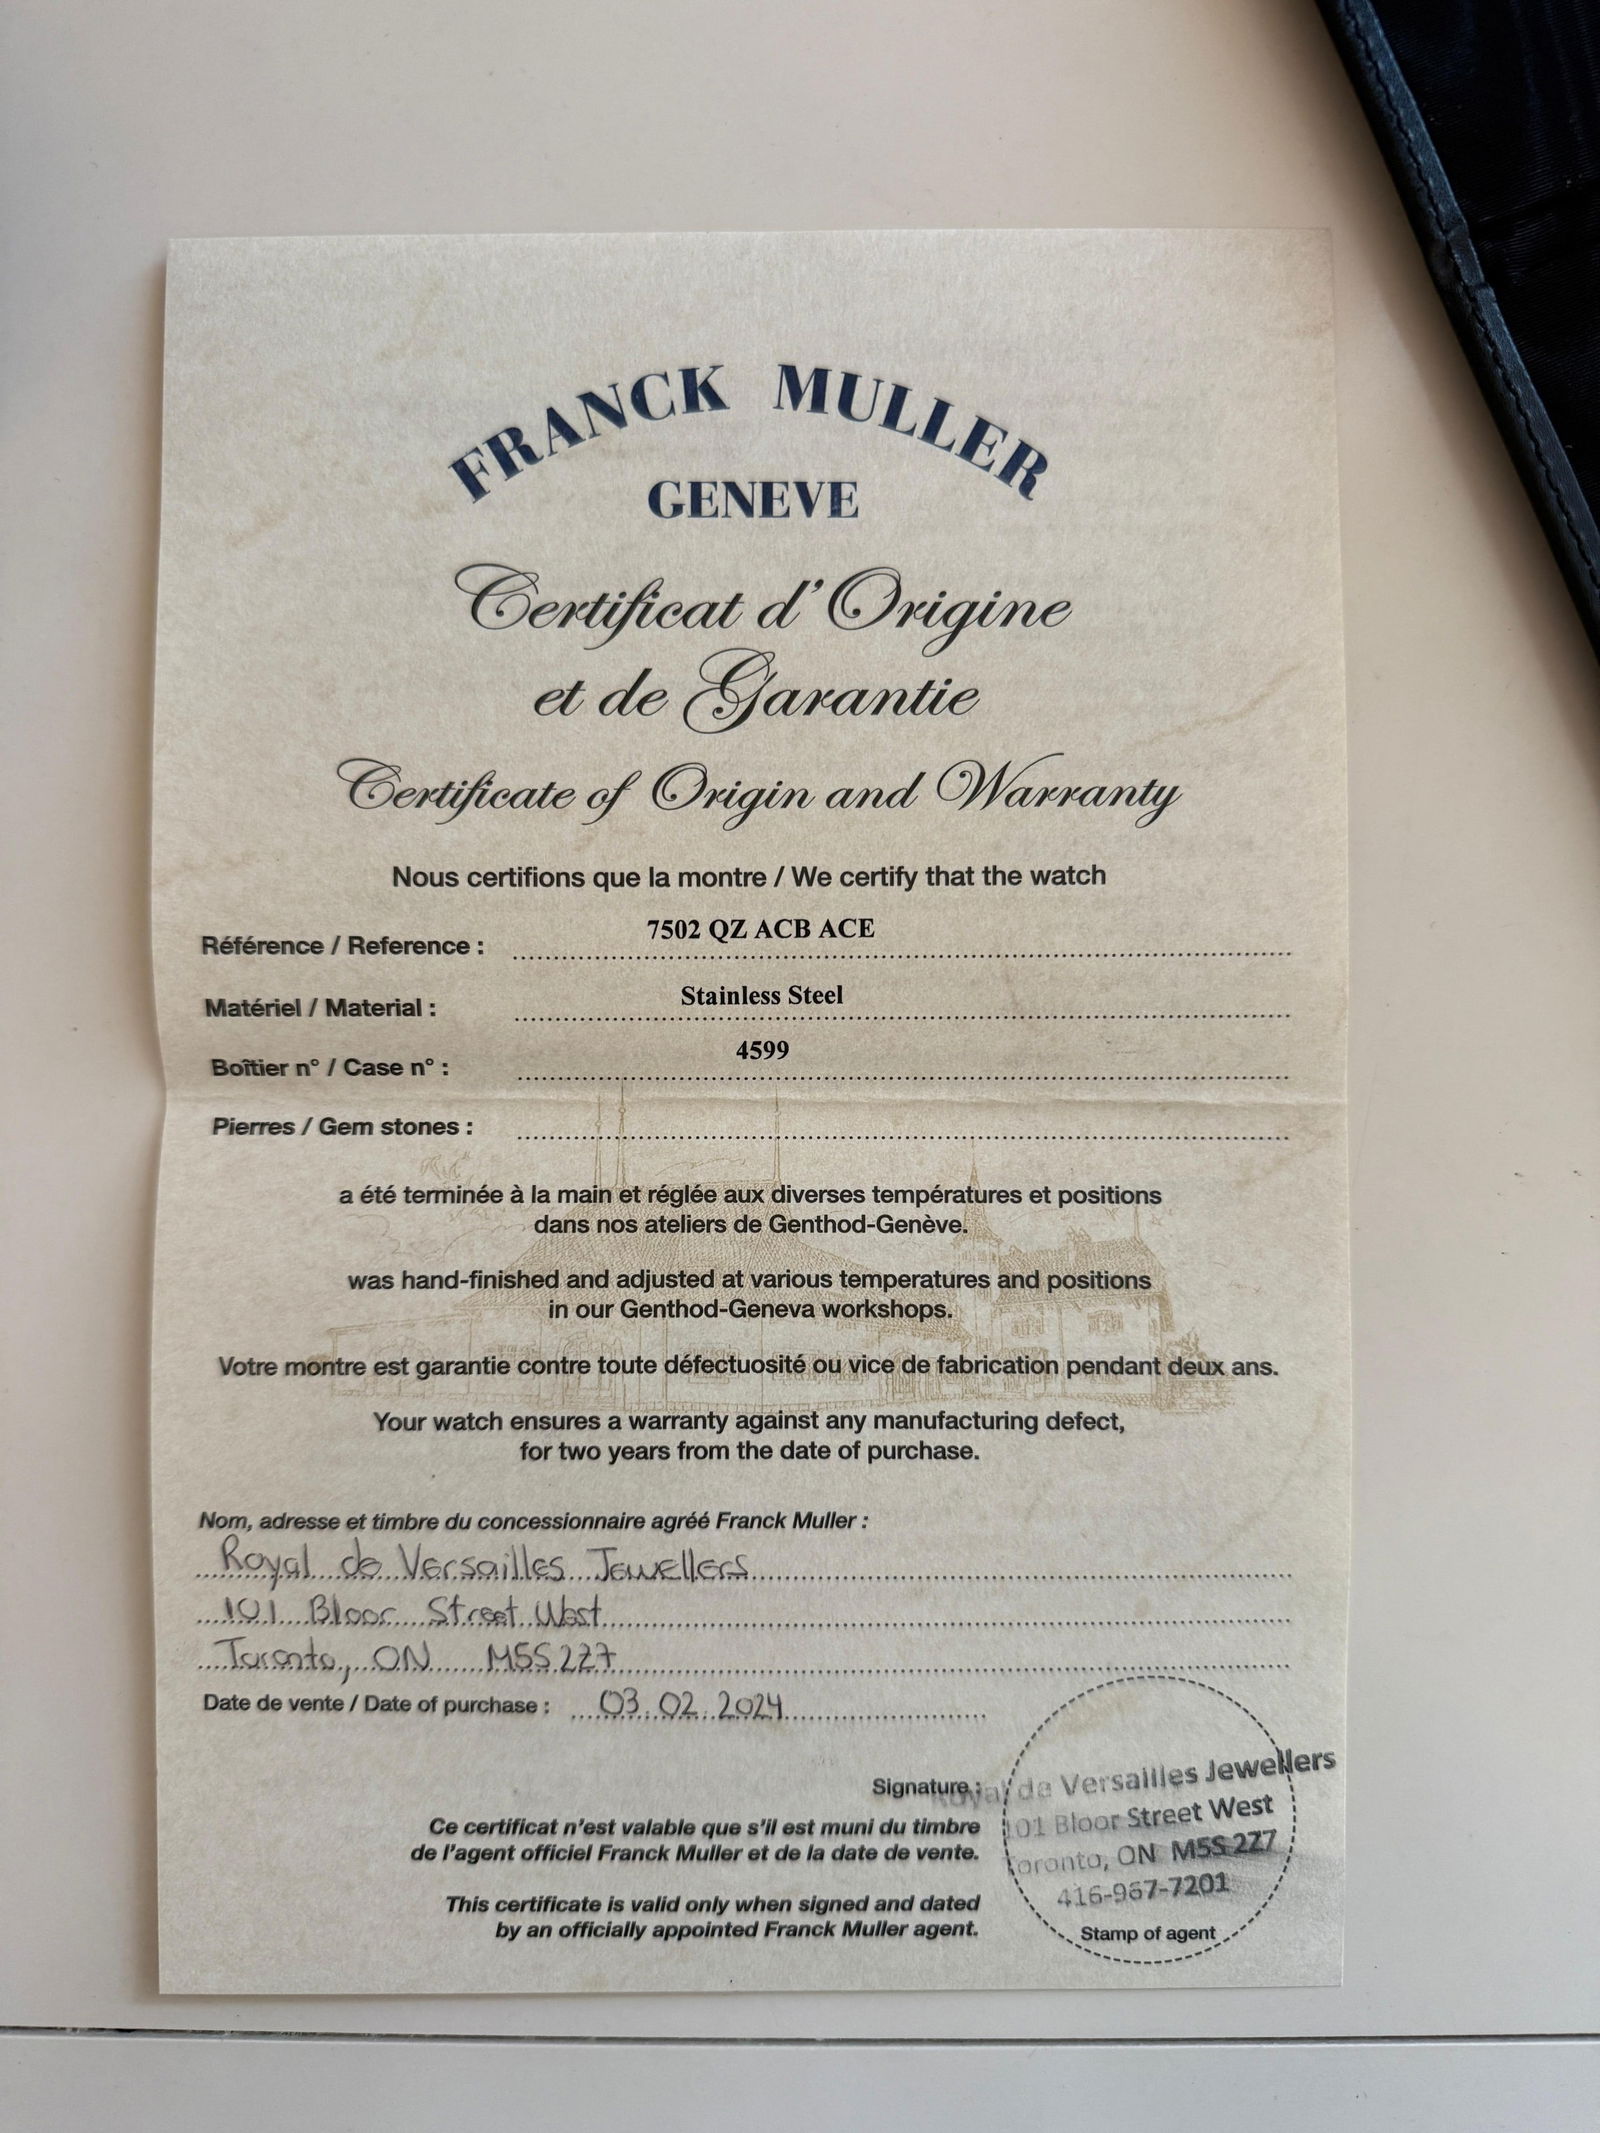 FRANCK MULLER
GENEVE
Certificat d'Origine
et de Garantie
Certificate of Origin and Warranty
Nous certifions que la montre / We certify that the watch
Référence / Reference : 7502 QZ ACB ACE
Matériel / Material : Stainless Steel
Boîtier n° / Case n° : 4599
Pierres / Gem stones :
a été terminée à la main et réglée aux diverses températures et positions
dans nos ateliers de Genthod-Genève.
was hand-finished and adjusted at various temperatures and positions
in our Genthod-Geneva workshops.
Votre montre est garantie contre toute défectuosité ou vice de fabrication pendant deux ans.
Your watch ensures a warranty against any manufacturing defect,
for two years from the date of purchase.
Nom, adresse et timbre du concessionnaire agréé Franck Muller :
Royal de Versailles Jewellers
101 Bloor Street West
Toronto, ON M5S 2Z7
Date de vente / Date of purchase : 03.02.2024
Signature :
Ce certificat n'est valable que s'il est muni du timbre
de l'agent officiel Franck Muller et de la date de vente.
This certificate is valid only when signed and dated
by an officially appointed Franck Muller agent.
Royal de Versailles Jewellers
101 Bloor Street West
Toronto, ON M5S 2Z7
416-967-7201
Stamp of agent